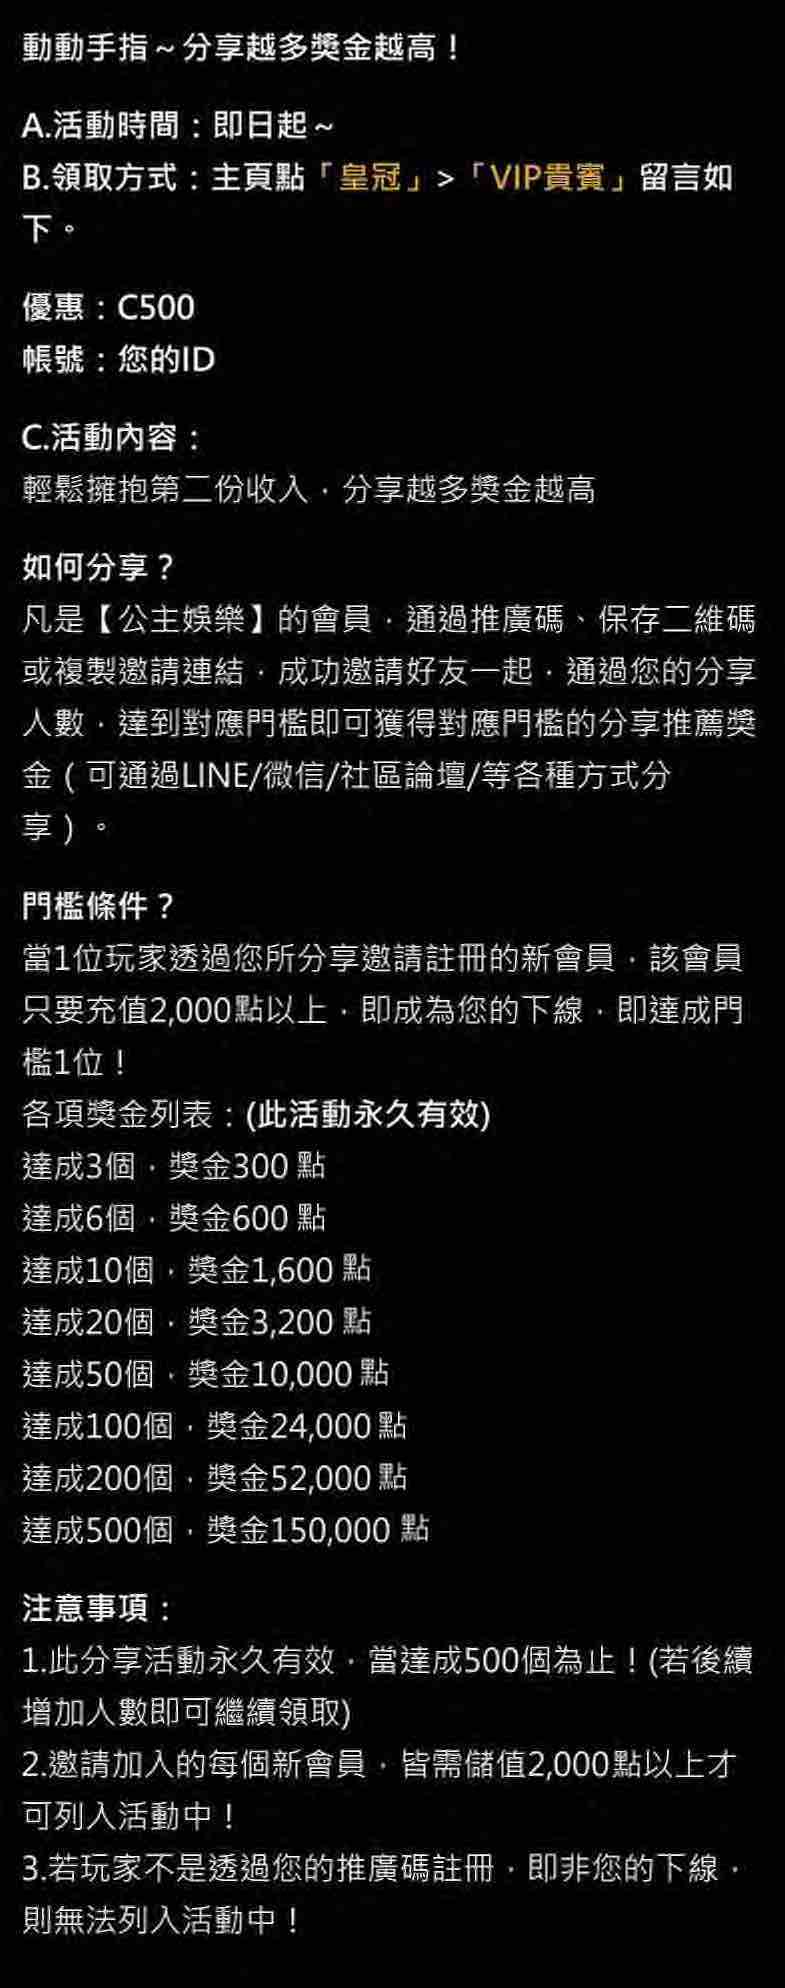 動動手指～分享越多獎金越高！
A.活動時間：即日起～
B.領取方式：主頁點「皇冠」>「VIP貴賓」留言如
下。
優惠：C500
帳號：您的ID
C.活動內容：
輕鬆擁抱第二份收入，分享越多獎金越高
如何分享？
凡是【公主娛樂】的會員，通過推廣碼、保存二維碼
或複製邀請連結，成功邀請好友一起，通過您的分享
人數，達到對應門檻即可獲得對應門檻的分享推薦獎
金（可通過LINE/微信/社區論壇/等各種方式分
享）。
門檻條件？
當1位玩家透過您所分享邀請註冊的新會員，該會員
只要充值2,000點以上，即成為您的下線，即達成門
檻1位！
各項獎金列表：(此活動永久有效)
達成3個，獎金300 點
達成6個，獎金600 點
達成10個，獎金1,600 點
達成20個，獎金3,200 點
達成50個，獎金10,000 點
達成100個，獎金24,000 點
達成200個，獎金52,000 點
達成500個，獎金150,000 點
注意事項：
1.此分享活動永久有效，當達成500個為止！(若後續
增加人數即可繼續領取)
2.邀請加入的每個新會員，皆需儲值2,000點以上才
可列入活動中！
3.若玩家不是透過您的推廣碼註冊，即非您的下線，
則無法列入活動中！